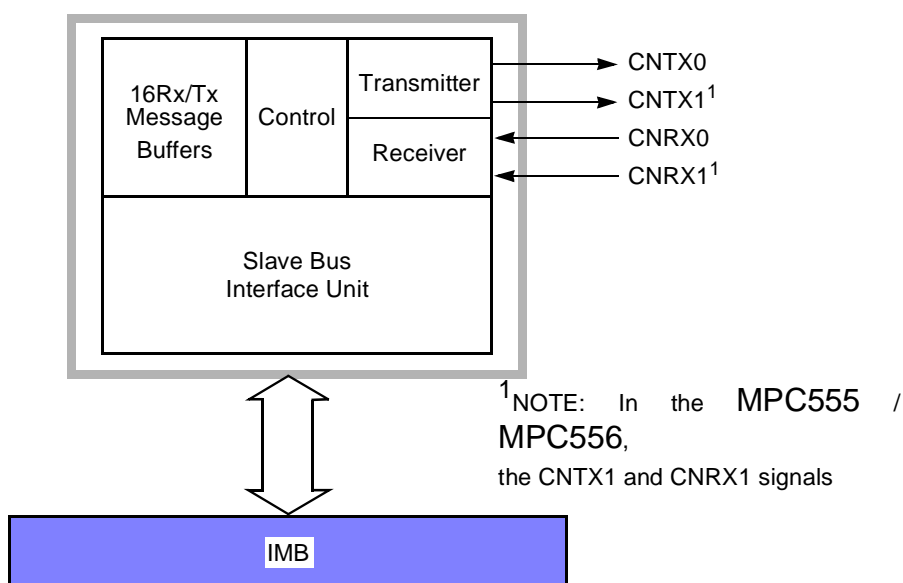 16Rx/Tx
Message
Buffers
Control
Transmitter
Receiver
CNTX0
CNTX1¹
CNRX0
CNRX1¹
Slave Bus
Interface Unit
¹NOTE: In the MPC555 /
MPC556,
the CNTX1 and CNRX1 signals
IMB